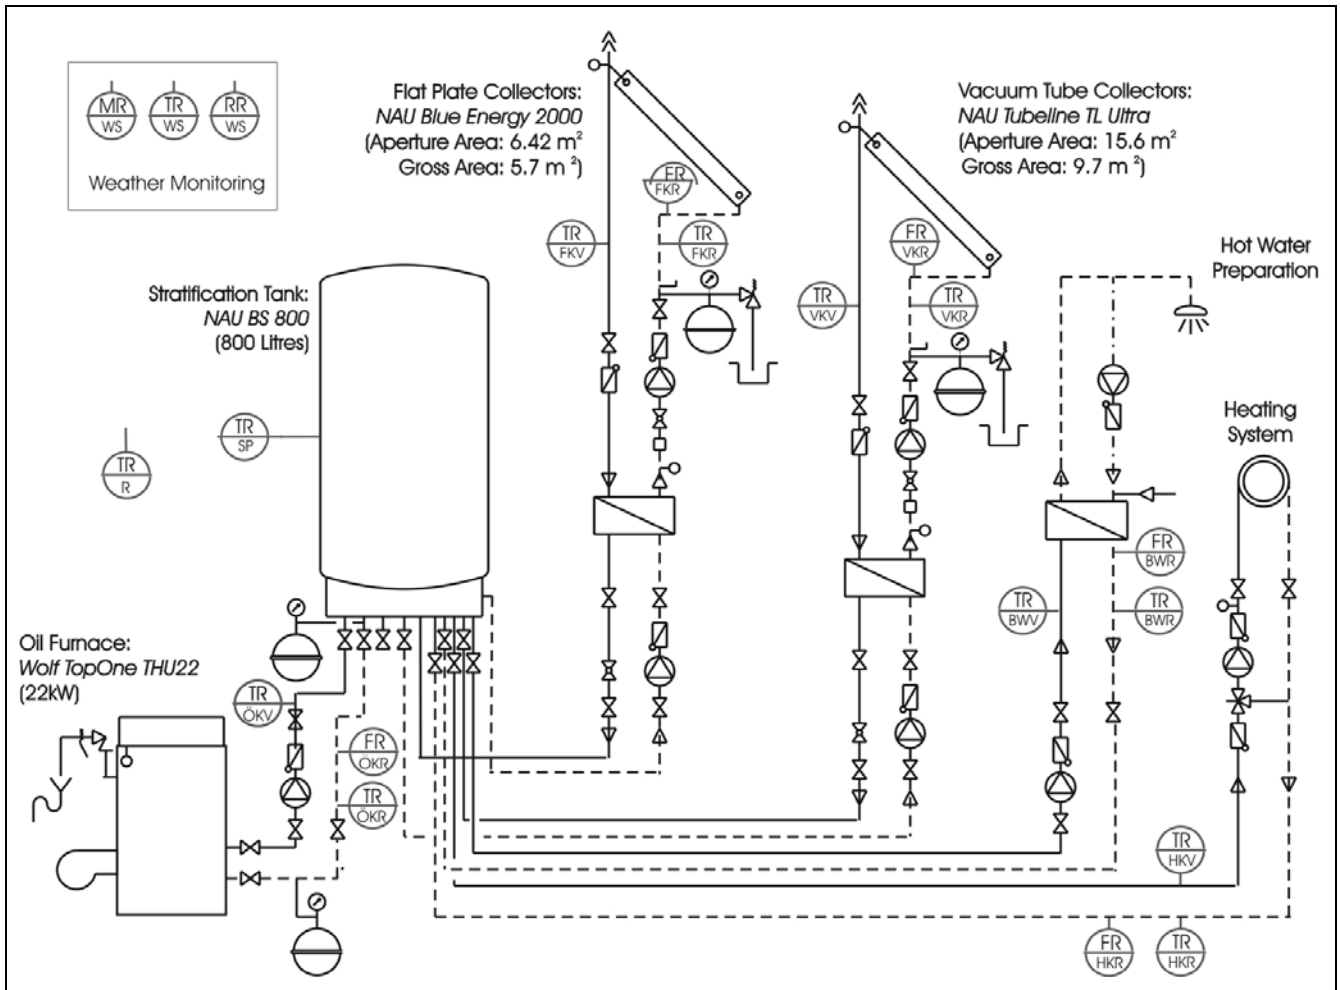 MR
WS
TR
WS
RR
WS
Weather Monitoring
Flat Plate Collectors:
NAU Blue Energy 2000
(Aperture Area: 6.42 m²
Gross Area: 5.7 m ²)
Vacuum Tube Collectors:
NAU Tubeline TL Ultra
(Aperture Area: 15.6 m²
Gross Area: 9.7 m ²)
FR
FKR
TR
FKV
TR
FKR
FR
VKR
TR
VKV
TR
VKR
Hot Water
Preparation
Stratification Tank:
NAU BS 800
(800 Litres)
TR
SP
TR
R
Heating
System
FR
BWR
TR
BWV
TR
BWR
Oil Furnace:
Wolf TopOne THU22
(22kW)
TR
ÖKV
FR
ÖKR
TR
ÖKR
TR
HKV
FR
HKR
TR
HKR